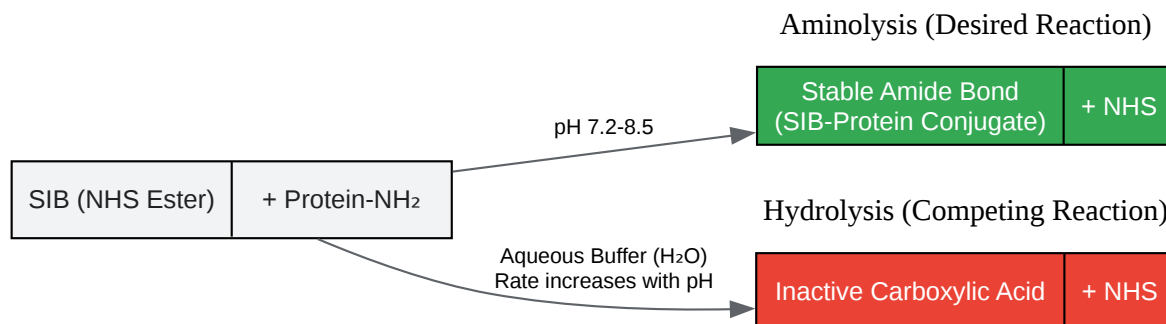 Aminolysis (Desired Reaction)
Stable Amide Bond
(SIB-Protein Conjugate)
+ NHS
pH 7.2-8.5
SIB (NHS Ester)
+ Protein-NH₂
Hydrolysis (Competing Reaction)
Aqueous Buffer (H₂O)
Rate increases with pH
Inactive Carboxylic Acid
+ NHS